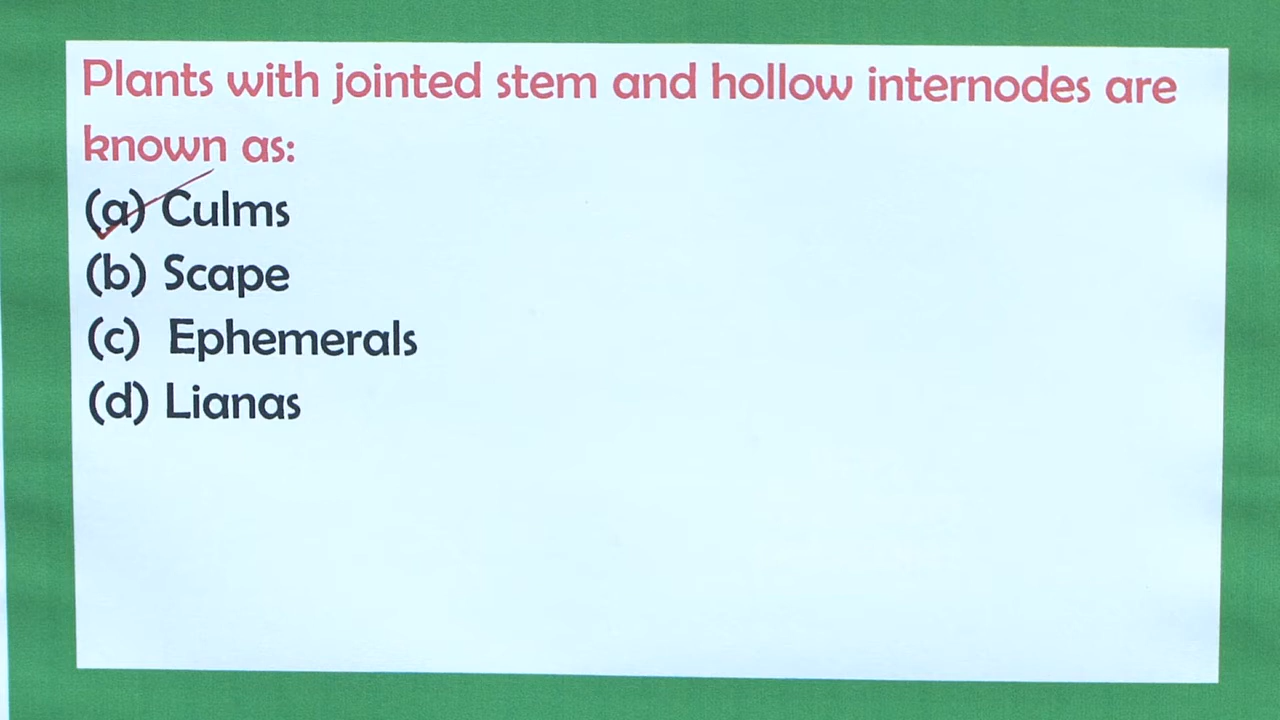 Plants with jointed stem and hollow internodes are
known as:
(a) Culms
(b) Scape
(c) Ephemerals
(d) Lianas